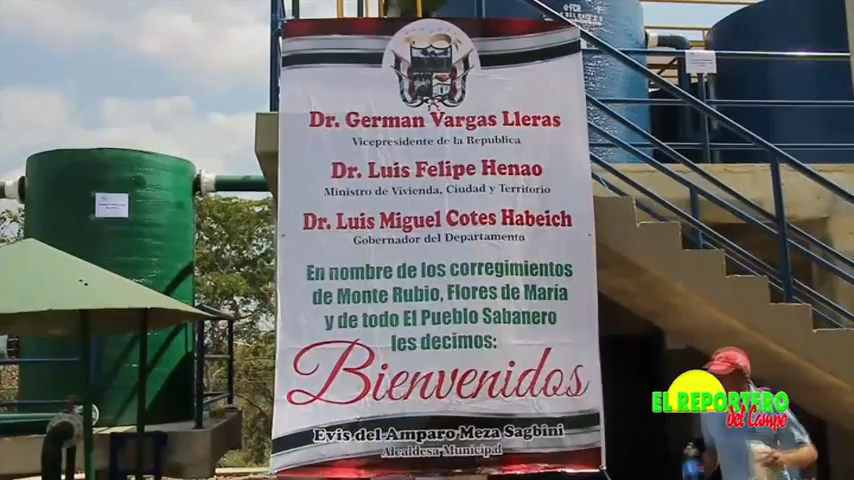 Dr. German Vargas Lleras
Vicepresidente de la Republica
Dr. Luis Felipe Henao
Ministro de Vivienda, Ciudad y Territorio
Dr. Luis Miguel Cotes Habeich
Gobernador del Departamento
En nombre de los corregimientos
de Monte Rubio, Flores de María
y de todo El Pueblo Sabanero
les decimos:
Bienvenidos
Evis del Amparo Meza Sagbini
Alcaldesa Municipal
EL REPORTERO
del Campo